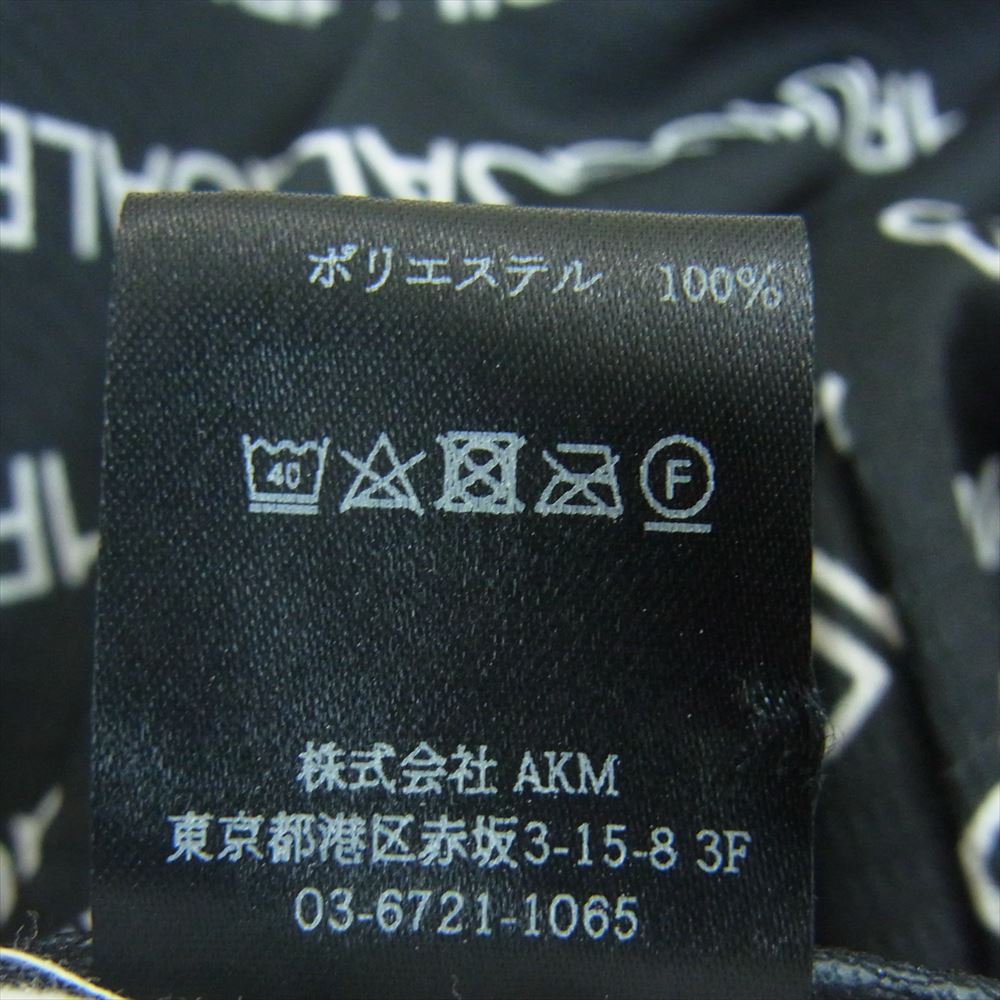 ポリエステル 100%
40
F
株式会社 AKM
東京都港区赤坂3-15-8 3F
03-6721-1065